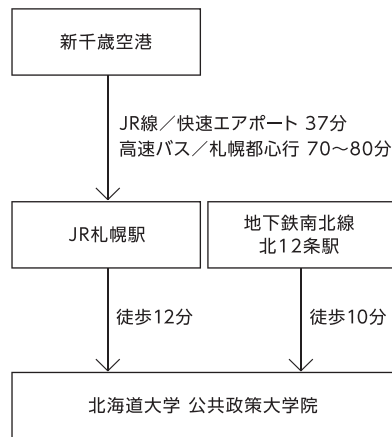 新千歳空港
JR線／快速エアポート 37分
高速バス／札幌都心行 70～80分
JR札幌駅
地下鉄南北線
北12条駅
徒歩12分
徒歩10分
北海道大学 公共政策大学院